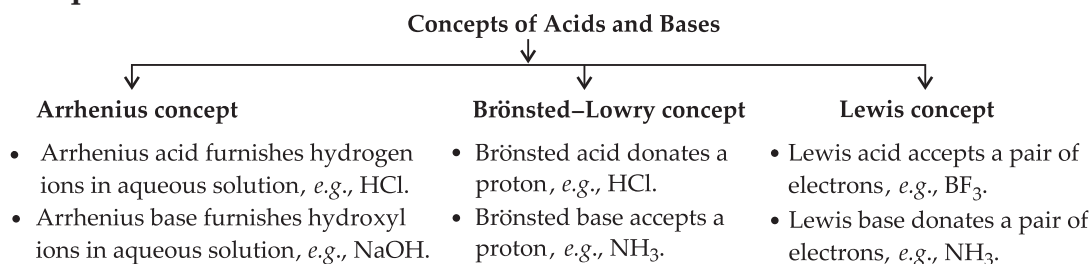 Concepts of Acids and Bases
Arrhenius concept
• Arrhenius acid furnishes hydrogen
ions in aqueous solution, e.g., HCl.
• Arrhenius base furnishes hydroxyl
ions in aqueous solution, e.g., NaOH.
Brönsted–Lowry concept
• Brönsted acid donates a
proton, e.g., HCl.
• Brönsted base accepts a
proton, e.g., NH₃.
Lewis concept
• Lewis acid accepts a pair of
electrons, e.g., BF₃.
• Lewis base donates a pair of
electrons, e.g., NH₃.